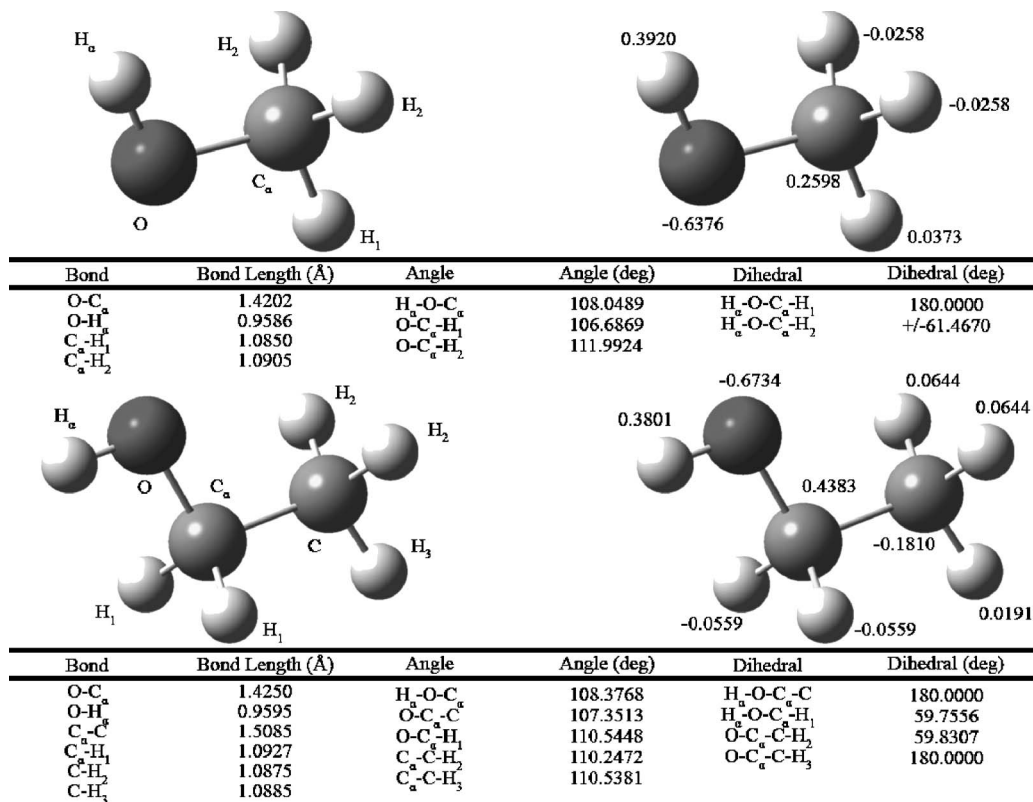 Hα H₂ 0.3920 -0.0258
H₂ -0.0258
Cα 0.2598
O -0.6376
H₁ 0.0373
Bond Bond Length (Å) Angle Angle (deg) Dihedral Dihedral (deg)
O-Cα 1.4202 Hα-O-Cα 108.0489 Hα-O-Cα-H₁ 180.0000
O-Hα 0.9586 O-Cα-H₁ 106.6869 Hα-O-Cα-H₂ +/-61.4670
Cα-H₁ 1.0850 O-Cα-H₂ 111.9924
Cα-H₂ 1.0905
H₂ -0.6734 0.0644
Hα H₂ 0.3801 0.0644
O Cα 0.4383
C H₃ -0.1810
H₁ -0.0559 0.0191
H₁ -0.0559
Bond Bond Length (Å) Angle Angle (deg) Dihedral Dihedral (deg)
O-Cα 1.4250 Hα-O-Cα 108.3768 Hα-O-Cα-C 180.0000
O-Hα 0.9595 O-Cα-C 107.3513 Hα-O-Cα-H₁ 59.7556
Cα-C 1.5085 O-Cα-H₁ 110.5448 O-Cα-C-H₂ 59.8307
Cα-H₁ 1.0927 Cα-C-H₂ 110.2472 O-Cα-C-H₃ 180.0000
C-H₂ 1.0875 Cα-C-H₃ 110.5381
C-H₃ 1.0885